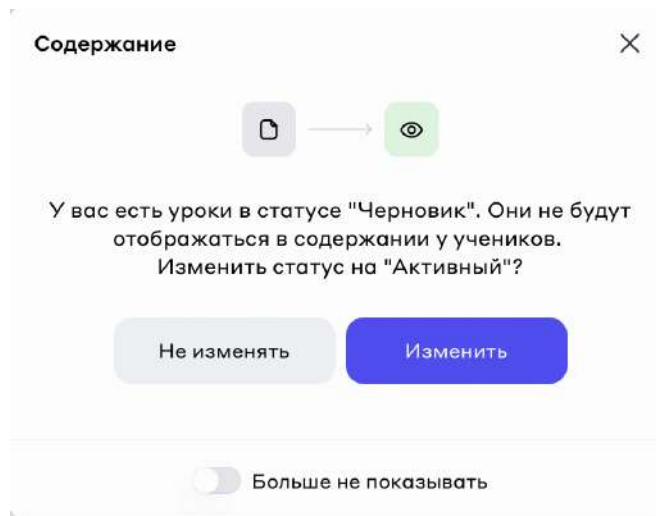 Содержание
У вас есть уроки в статусе "Черновик". Они не будут
отображаться в содержании у учеников.
Изменить статус на "Активный"?
Не изменять
Изменить
Больше не показывать